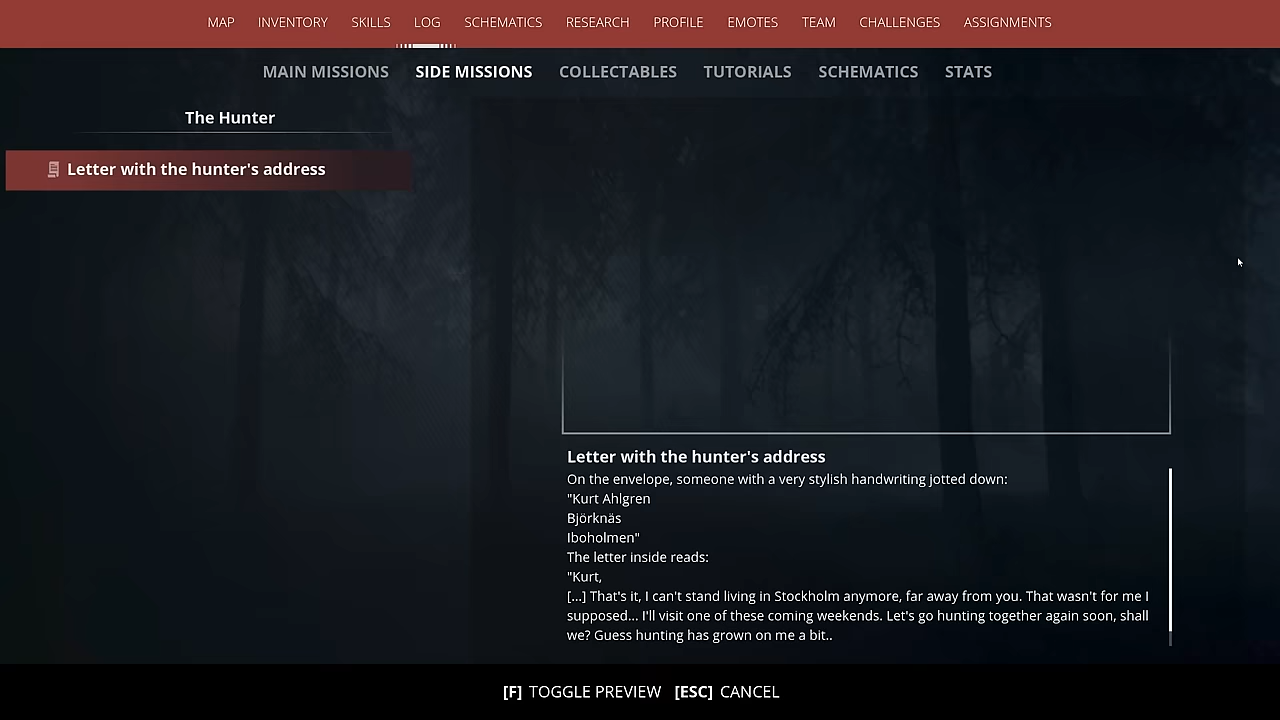 MAP INVENTORY SKILLS LOG SCHEMATICS RESEARCH PROFILE EMOTES TEAM CHALLENGES ASSIGNMENTS
MAIN MISSIONS SIDE MISSIONS COLLECTABLES TUTORIALS SCHEMATICS STATS
The Hunter
Letter with the hunter's address
Letter with the hunter's address
On the envelope, someone with a very stylish handwriting jotted down:
"Kurt Ahlgren
Björknäs
Iboholmen"
The letter inside reads:
"Kurt,
[...] That's it, I can't stand living in Stockholm anymore, far away from you. That wasn't for me I
supposed... I'll visit one of these coming weekends. Let's go hunting together again soon, shall
we? Guess hunting has grown on me a bit..
[F] TOGGLE PREVIEW [ESC] CANCEL